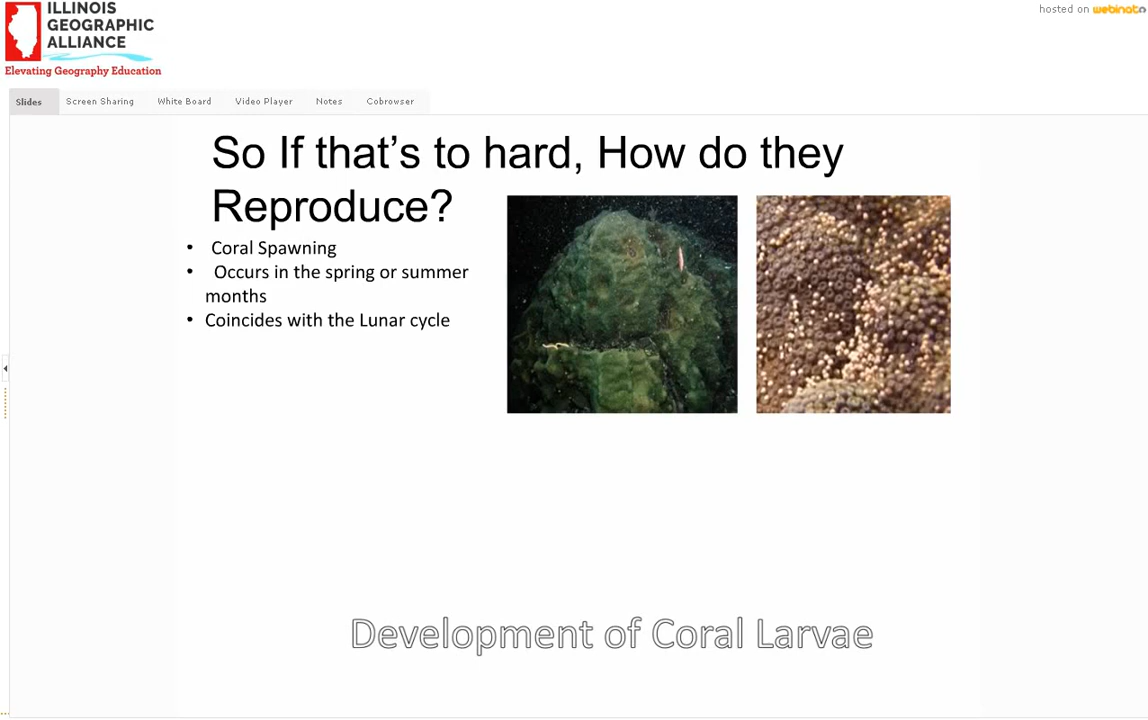 ILLINOIS
GEOGRAPHIC
ALLIANCE
Elevating Geography Education
hosted on webinato
Slides Screen Sharing White Board Video Player Notes Cobrowser
So If that's to hard, How do they
Reproduce?
• Coral Spawning
• Occurs in the spring or summer
months
• Coincides with the Lunar cycle
Development of Coral Larvae